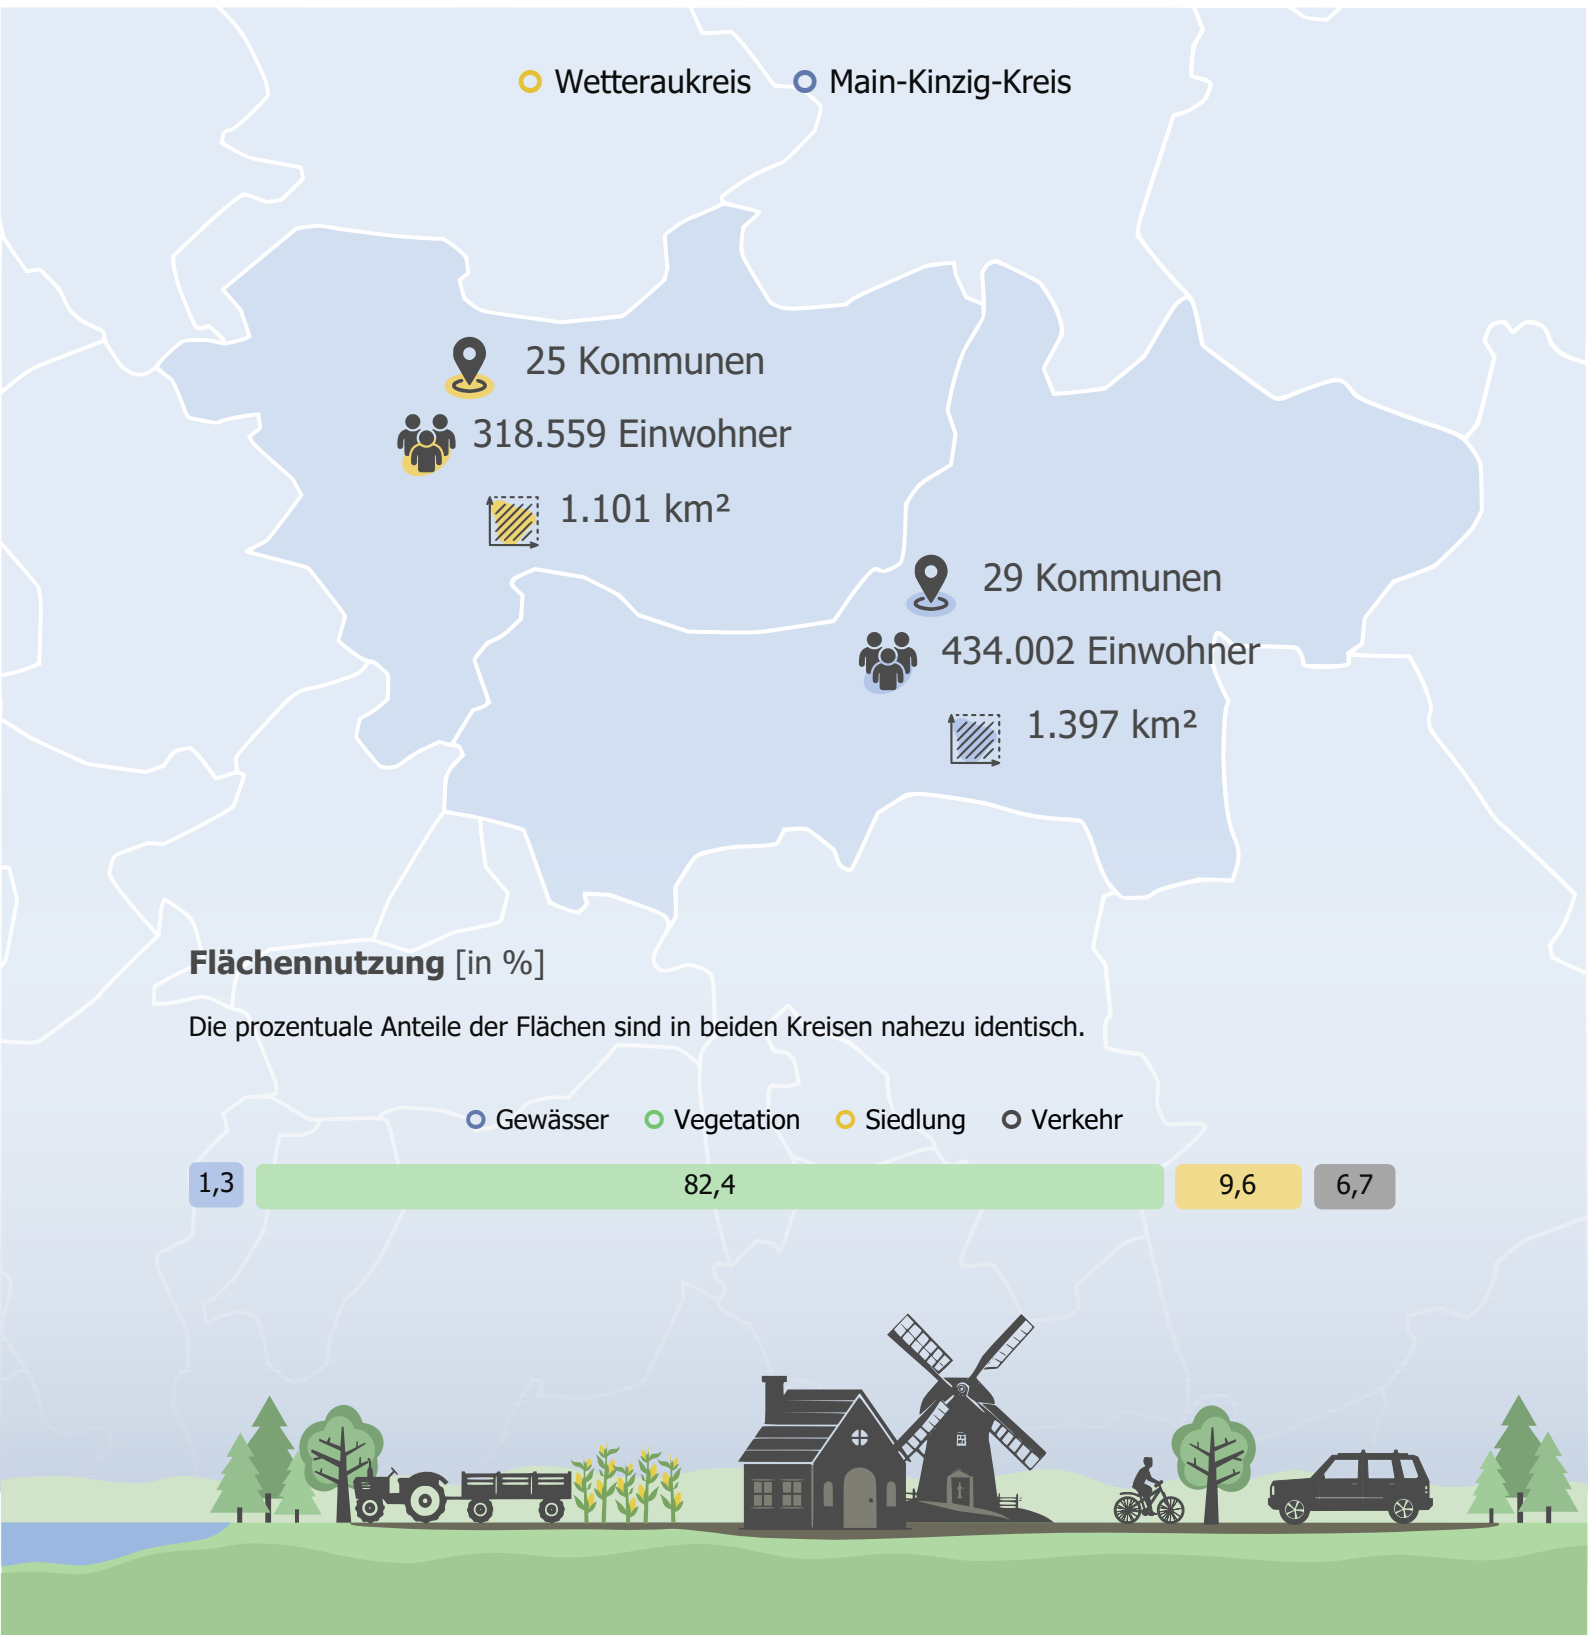 Wetteraukreis Main-Kinzig-Kreis
25 Kommunen
318.559 Einwohner
1.101 km²
29 Kommunen
434.002 Einwohner
1.397 km²
Flächennutzung [in %]
Die prozentuale Anteile der Flächen sind in beiden Kreisen nahezu identisch.
Gewässer Vegetation Siedlung Verkehr
1,3 82,4 9,6 6,7